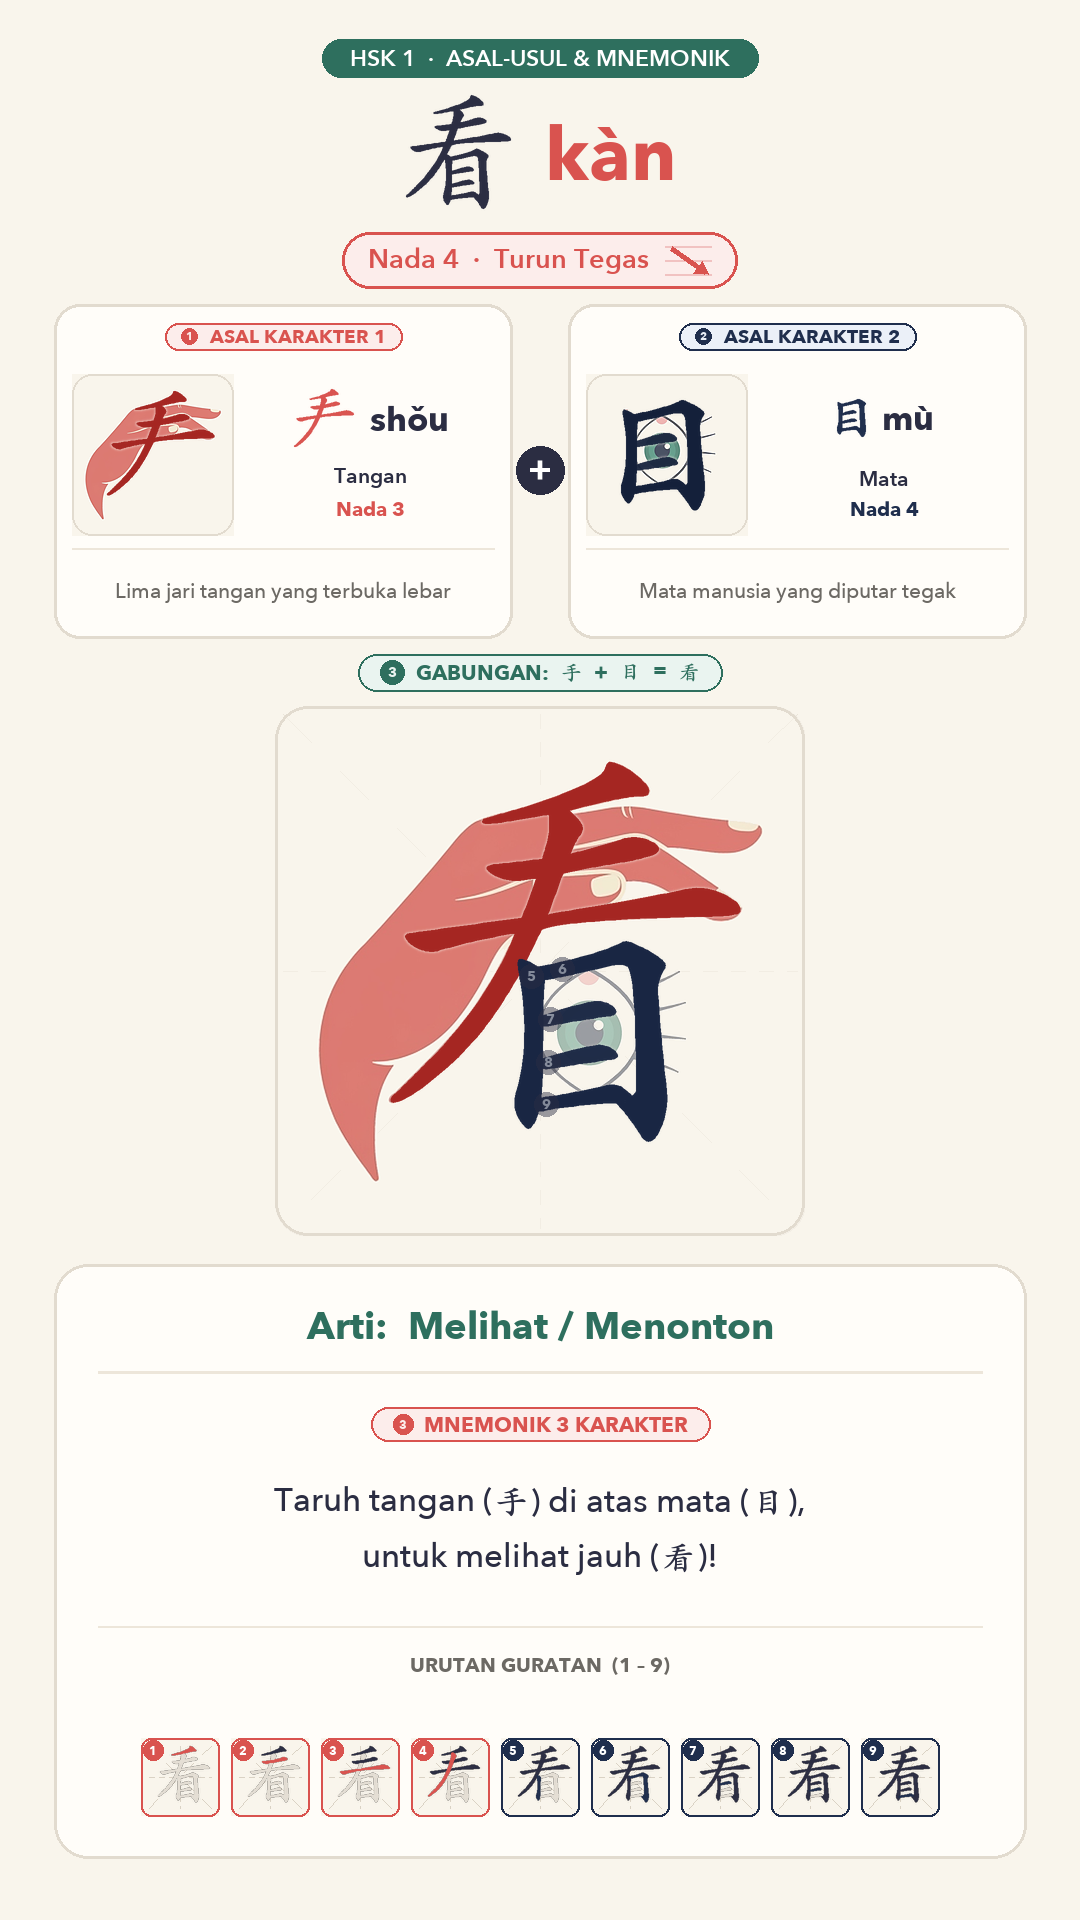 HSK 1 · ASAL-USUL & MNEMONIK
看 kàn
Nada 4 · Turun Tegas
1 ASAL KARAKTER 1
手 手 shǒu
Tangan
Nada 3
Lima jari tangan yang terbuka lebar
+
2 ASAL KARAKTER 2
目 目 mù
Mata
Nada 4
Mata manusia yang diputar tegak
3 GABUNGAN: 手 + 目 = 看
看
5 6
7
8
9
Arti: Melihat / Menonton
3 MNEMONIK 3 KARAKTER
Taruh tangan (手) di atas mata (目),
untuk melihat jauh (看)!
URUTAN GURATAN (1 – 9)
1 看 2 看 3 看 4 看 5 看 6 看 7 看 8 看 9 看